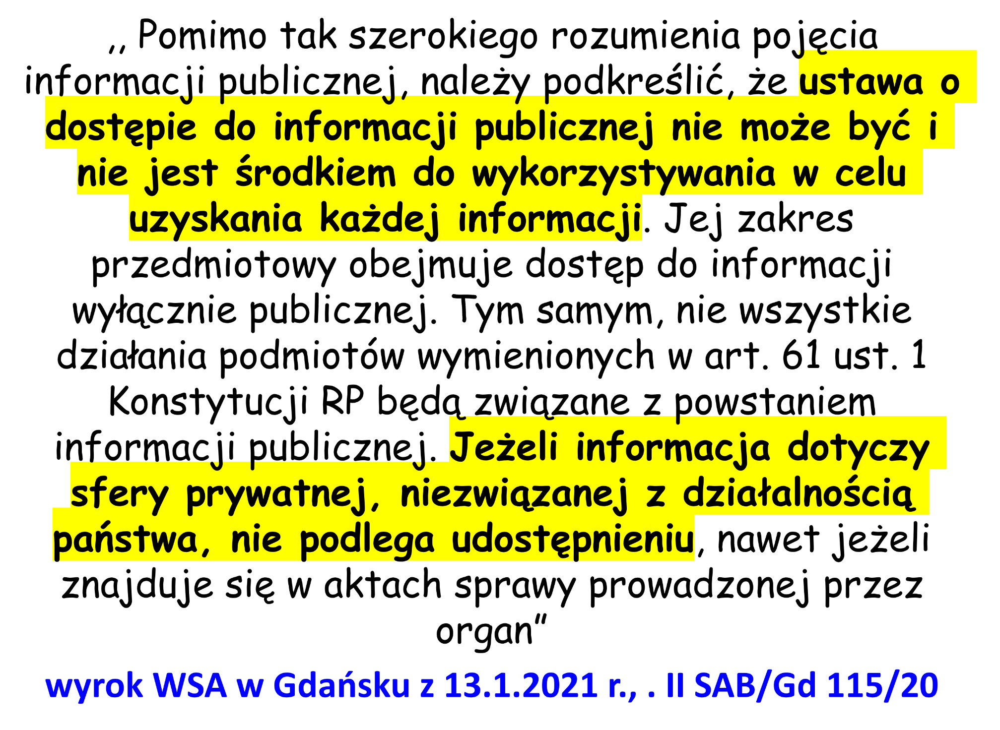 ,, Pomimo tak szerokiego rozumienia pojęcia
informacji publicznej, należy podkreślić, że ustawa o
dostępie do informacji publicznej nie może być i
nie jest środkiem do wykorzystywania w celu
uzyskania każdej informacji. Jej zakres
przedmiotowy obejmuje dostęp do informacji
wyłącznie publicznej. Tym samym, nie wszystkie
działania podmiotów wymienionych w art. 61 ust. 1
Konstytucji RP będą związane z powstaniem
informacji publicznej. Jeżeli informacja dotyczy
sfery prywatnej, niezwiązanej z działalnością
państwa, nie podlega udostępnieniu, nawet jeżeli
znajduje się w aktach sprawy prowadzonej przez
organ”
wyrok WSA w Gdańsku z 13.1.2021 r., . II SAB/Gd 115/20